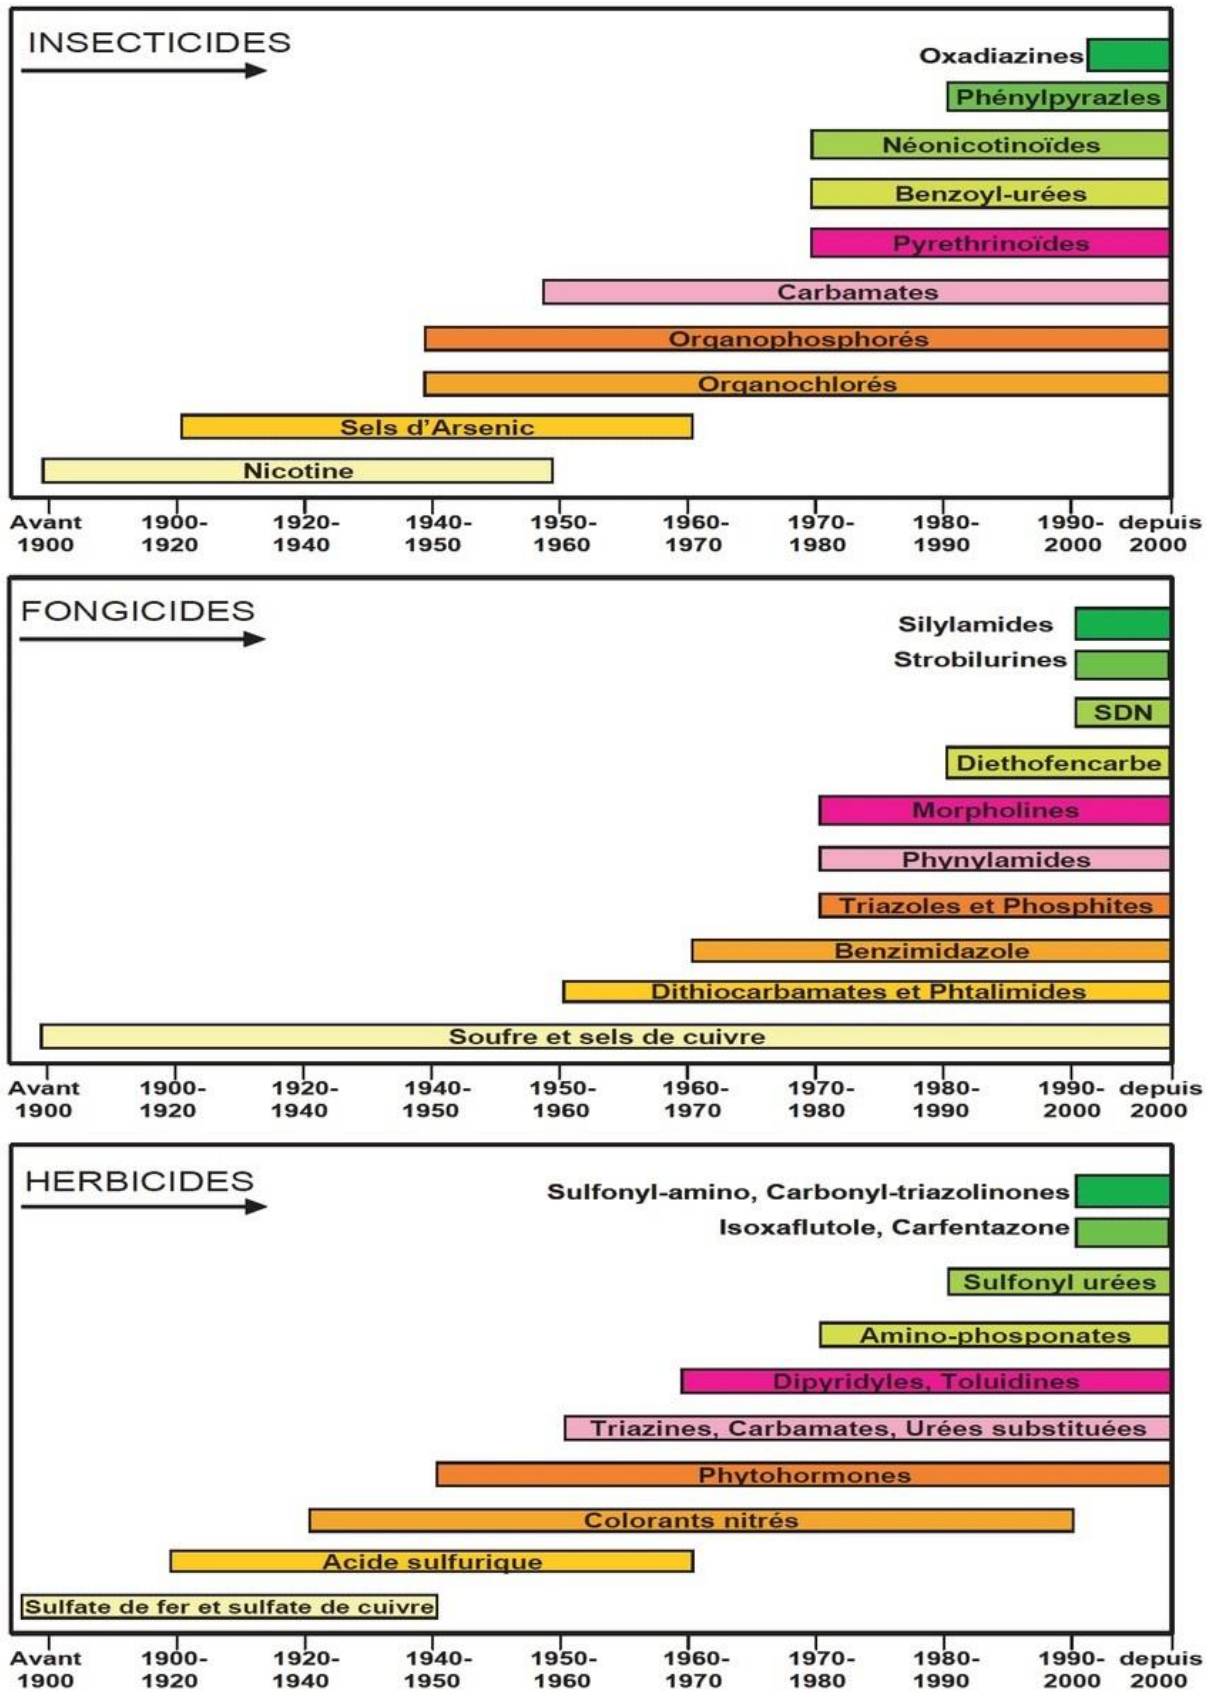 INSECTICIDES
Oxadiazines
Phénylpyrazles
Néonicotinoïdes
Benzoyl-urées
Pyrethrinoïdes
Carbamates
Organophosphorés
Organochlorés
Sels d'Arsenic
Nicotine
Avant 1900- 1920- 1940- 1950- 1960- 1970- 1980- 1990- depuis
1900 1920 1940 1950 1960 1970 1980 1990 2000 2000
FONGICIDES
Silylamides
Strobilurines
SDN
Diethofencarbe
Morpholines
Phynylamides
Triazoles et Phosphites
Benzimidazole
Dithiocarbamates et Phtalimides
Soufre et sels de cuivre
Avant 1900- 1920- 1940- 1950- 1960- 1970- 1980- 1990- depuis
1900 1920 1940 1950 1960 1970 1980 1990 2000 2000
HERBICIDES
Sulfonyl-amino, Carbonyl-triazolinones
Isoxaflutole, Carfentazone
Sulfonyl urées
Amino-phosponates
Dipyridyles, Toluidines
Triazines, Carbamates, Urées substituées
Phytohormones
Colorants nitrés
Acide sulfurique
Sulfate de fer et sulfate de cuivre
Avant 1900- 1920- 1940- 1950- 1960- 1970- 1980- 1990- depuis
1900 1920 1940 1950 1960 1970 1980 1990 2000 2000